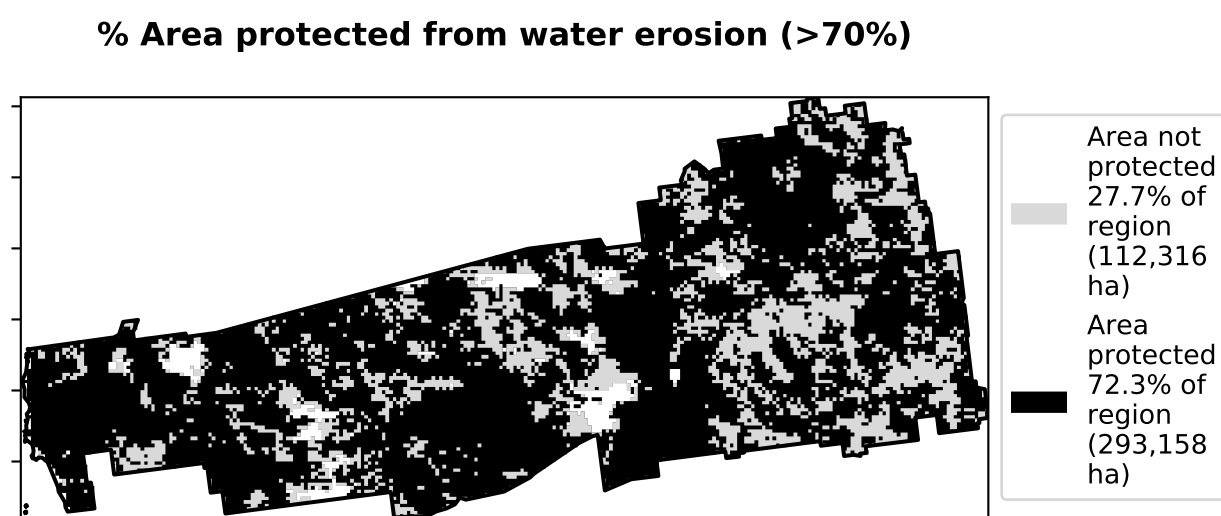 % Area protected from water erosion (>70%)
Area not
protected
27.7% of
region
(112,316
ha)
Area
protected
72.3% of
region
(293,158
ha)